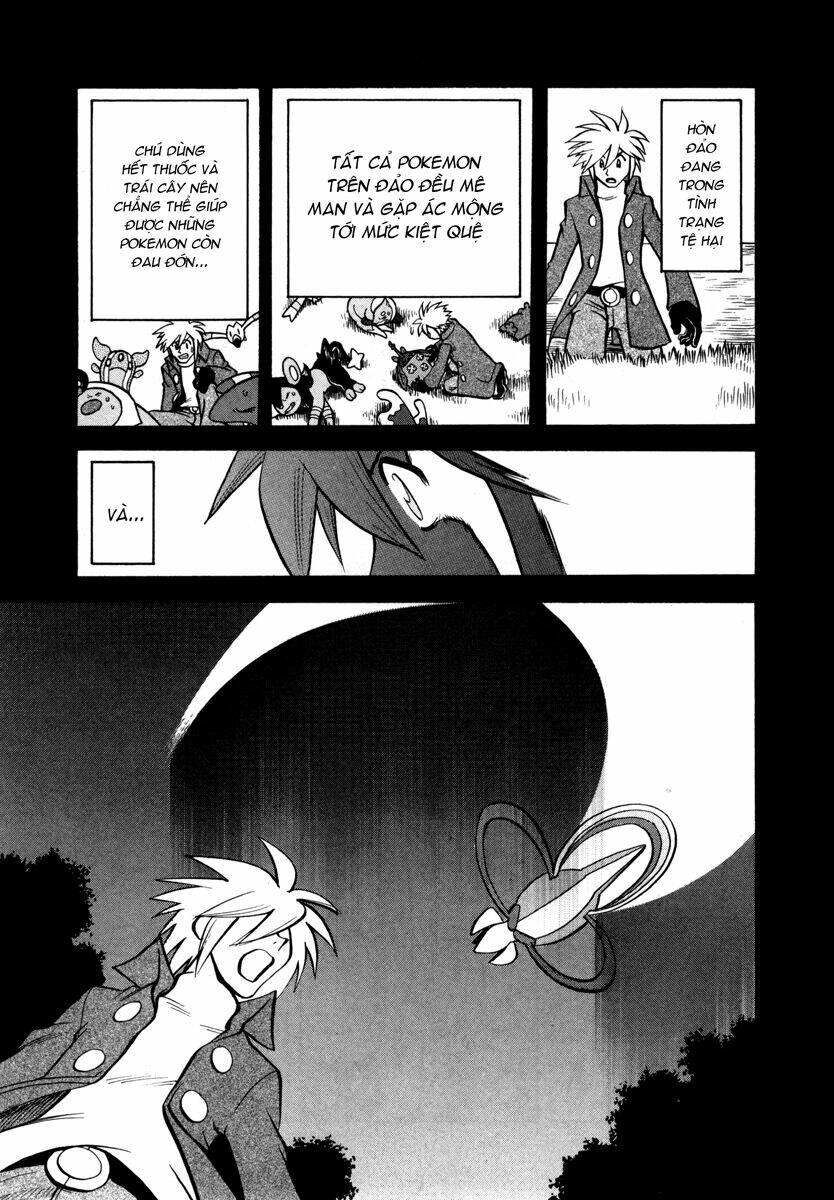 HÒN
ĐẢO
ĐANG
TRONG
TÌNH
TRẠNG
TỆ HẠI
TẤT CẢ POKEMON
TRÊN ĐẢO ĐỀU MÊ
MAN VÀ GẶP ÁC MỘNG
TỚI MỨC KIỆT QUỆ
CHÚ DÙNG
HẾT THUỐC VÀ
TRÁI CÂY NÊN
CHẲNG THỂ GIÚP
ĐƯỢC NHỮNG
POKEMON CÒN
ĐAU ĐỚN...
VÀ...